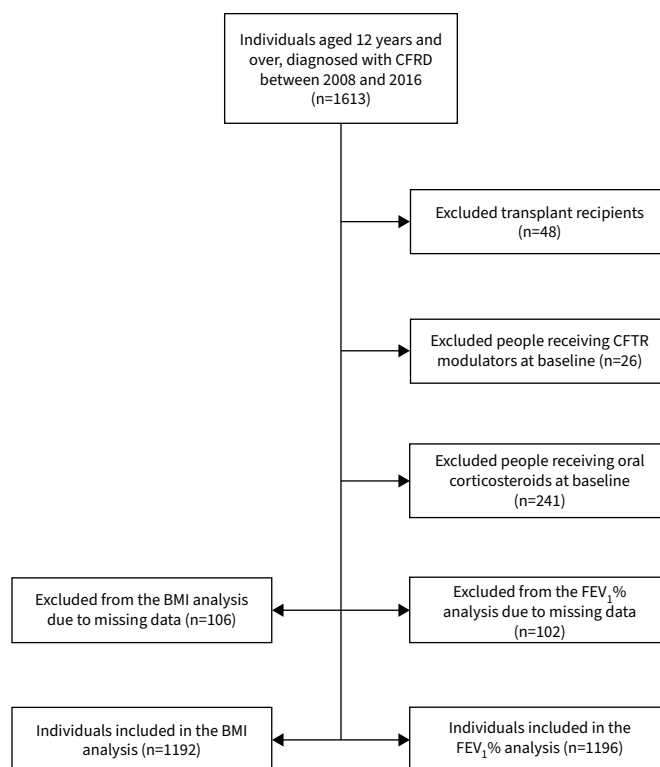 Individuals aged 12 years and
over, diagnosed with CFRD
between 2008 and 2016
(n=1613)
Excluded transplant recipients
(n=48)
Excluded people receiving CFTR
modulators at baseline (n=26)
Excluded people receiving oral
corticosteroids at baseline
(n=241)
Excluded from the BMI analysis
due to missing data (n=106)
Excluded from the FEV₁%
analysis due to missing data
(n=102)
Individuals included in the BMI
analysis (n=1192)
Individuals included in the
FEV₁% analysis (n=1196)